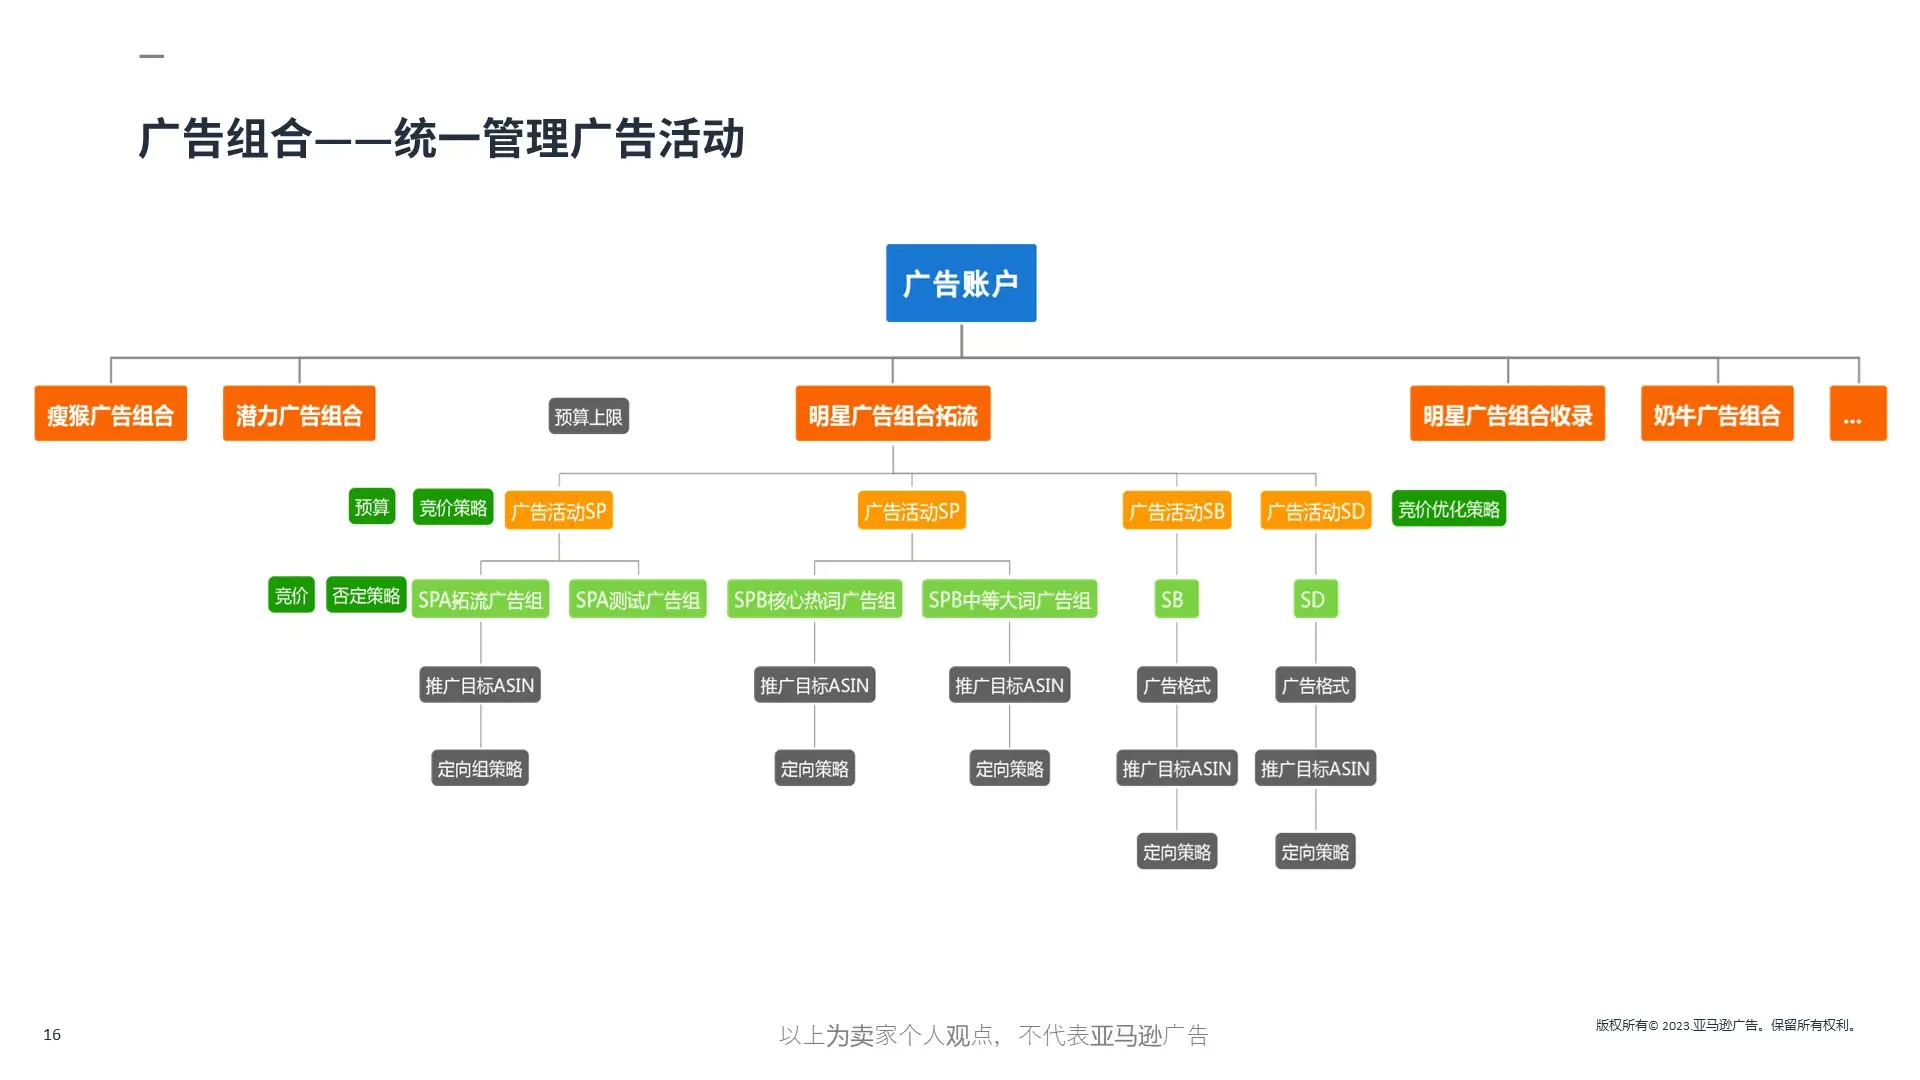 广告组合——统一管理广告活动
广告账户
瘦猴广告组合
潜力广告组合
预算上限
明星广告组合拓流
明星广告组合收录
奶牛广告组合
...
预算
竞价策略
广告活动SP
广告活动SP
广告活动SB
广告活动SD
竞价优化策略
竞价
否定策略
SPA拓流广告组
SPA测试广告组
SPB核心热词广告组
SPB中等大词广告组
SB
SD
推广目标ASIN
推广目标ASIN
推广目标ASIN
广告格式
广告格式
定向组策略
定向策略
定向策略
推广目标ASIN
推广目标ASIN
定向策略
定向策略
16
以上为卖家个人观点，不代表亚马逊广告
版权所有© 2023.亚马逊广告。保留所有权利。